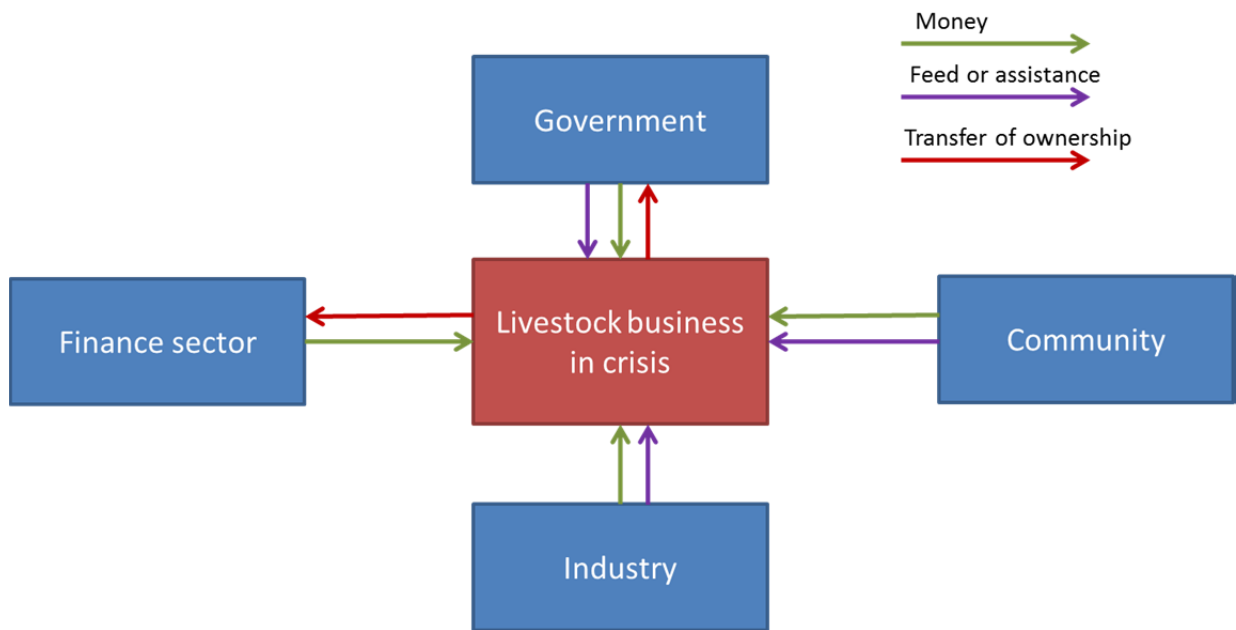 Money
Feed or assistance
Transfer of ownership
Government
Finance sector
Livestock business
in crisis
Community
Industry